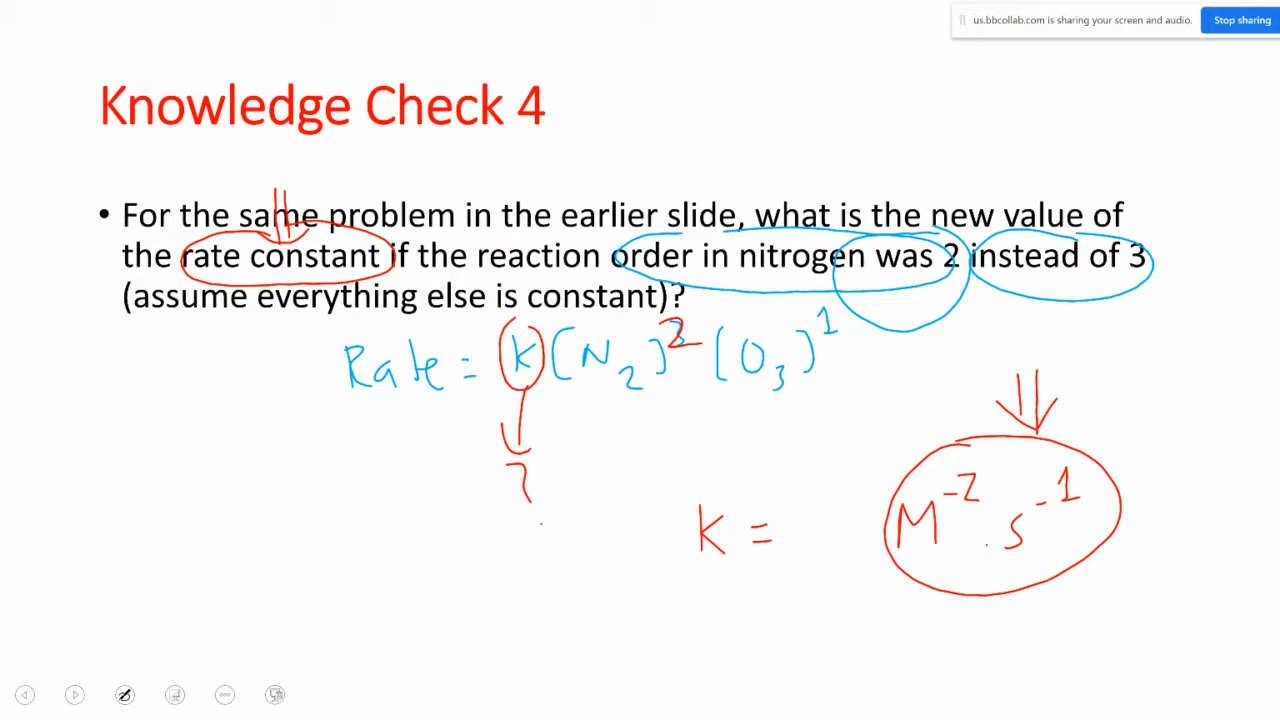 us.bbcollab.com is sharing your screen and audio. Stop sharing
Knowledge Check 4
• For the same problem in the earlier slide, what is the new value of
the rate constant if the reaction order in nitrogen was 2 instead of 3
(assume everything else is constant)?
Rate = K [N₂]² [O₃]¹
?
K = M⁻² . s⁻¹